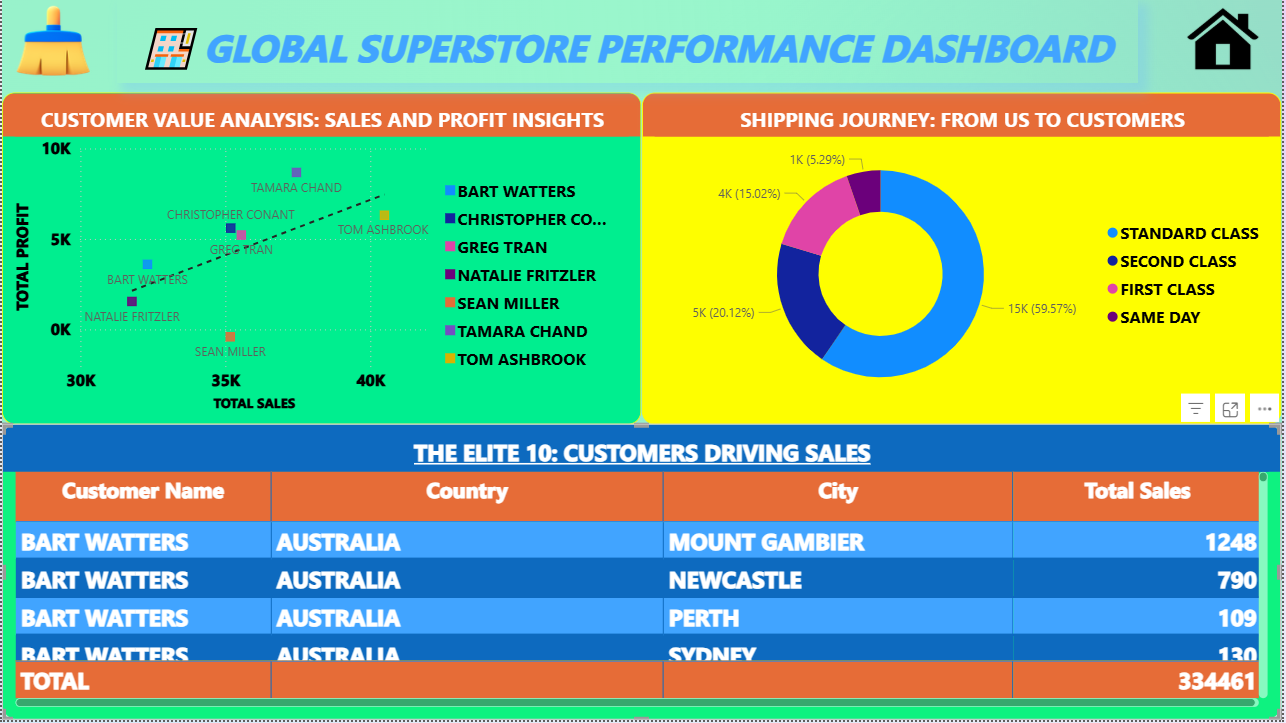 GLOBAL SUPERSTORE PERFORMANCE DASHBOARD
CUSTOMER VALUE ANALYSIS: SALES AND PROFIT INSIGHTS
10K
5K
0K
TOTAL PROFIT
TAMARA CHAND
CHRISTOPHER CONANT
TOM ASHBROOK
GREG TRAN
BART WATTERS
NATALIE FRITZLER
SEAN MILLER
30K 35K 40K
TOTAL SALES
BART WATTERS
CHRISTOPHER CO...
GREG TRAN
NATALIE FRITZLER
SEAN MILLER
TAMARA CHAND
TOM ASHBROOK
SHIPPING JOURNEY: FROM US TO CUSTOMERS
1K (5.29%)
4K (15.02%)
5K (20.12%)
15K (59.57%)
STANDARD CLASS
SECOND CLASS
FIRST CLASS
SAME DAY
THE ELITE 10: CUSTOMERS DRIVING SALES
Customer Name Country City Total Sales
BART WATTERS AUSTRALIA MOUNT GAMBIER 1248
BART WATTERS AUSTRALIA NEWCASTLE 790
BART WATTERS AUSTRALIA PERTH 109
BART WATTERS AUSTRALIA SYDNEY 130
TOTAL 334461